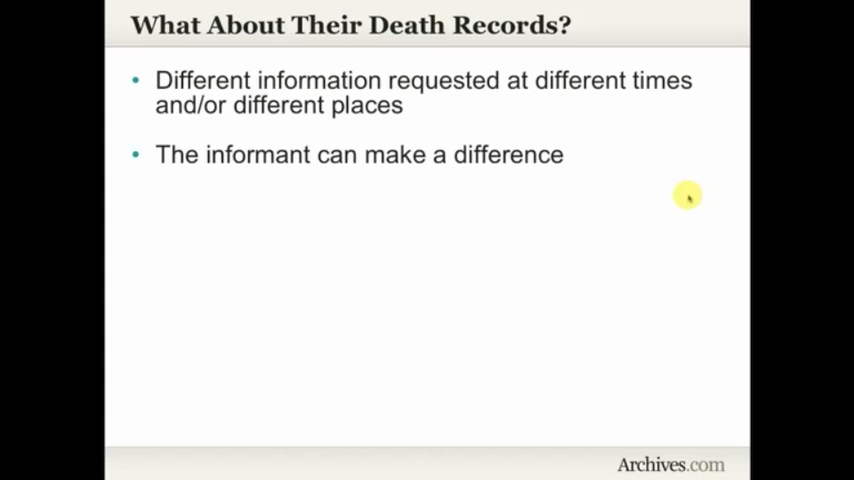 What About Their Death Records?
• Different information requested at different times
and/or different places
• The informant can make a difference
Archives.com